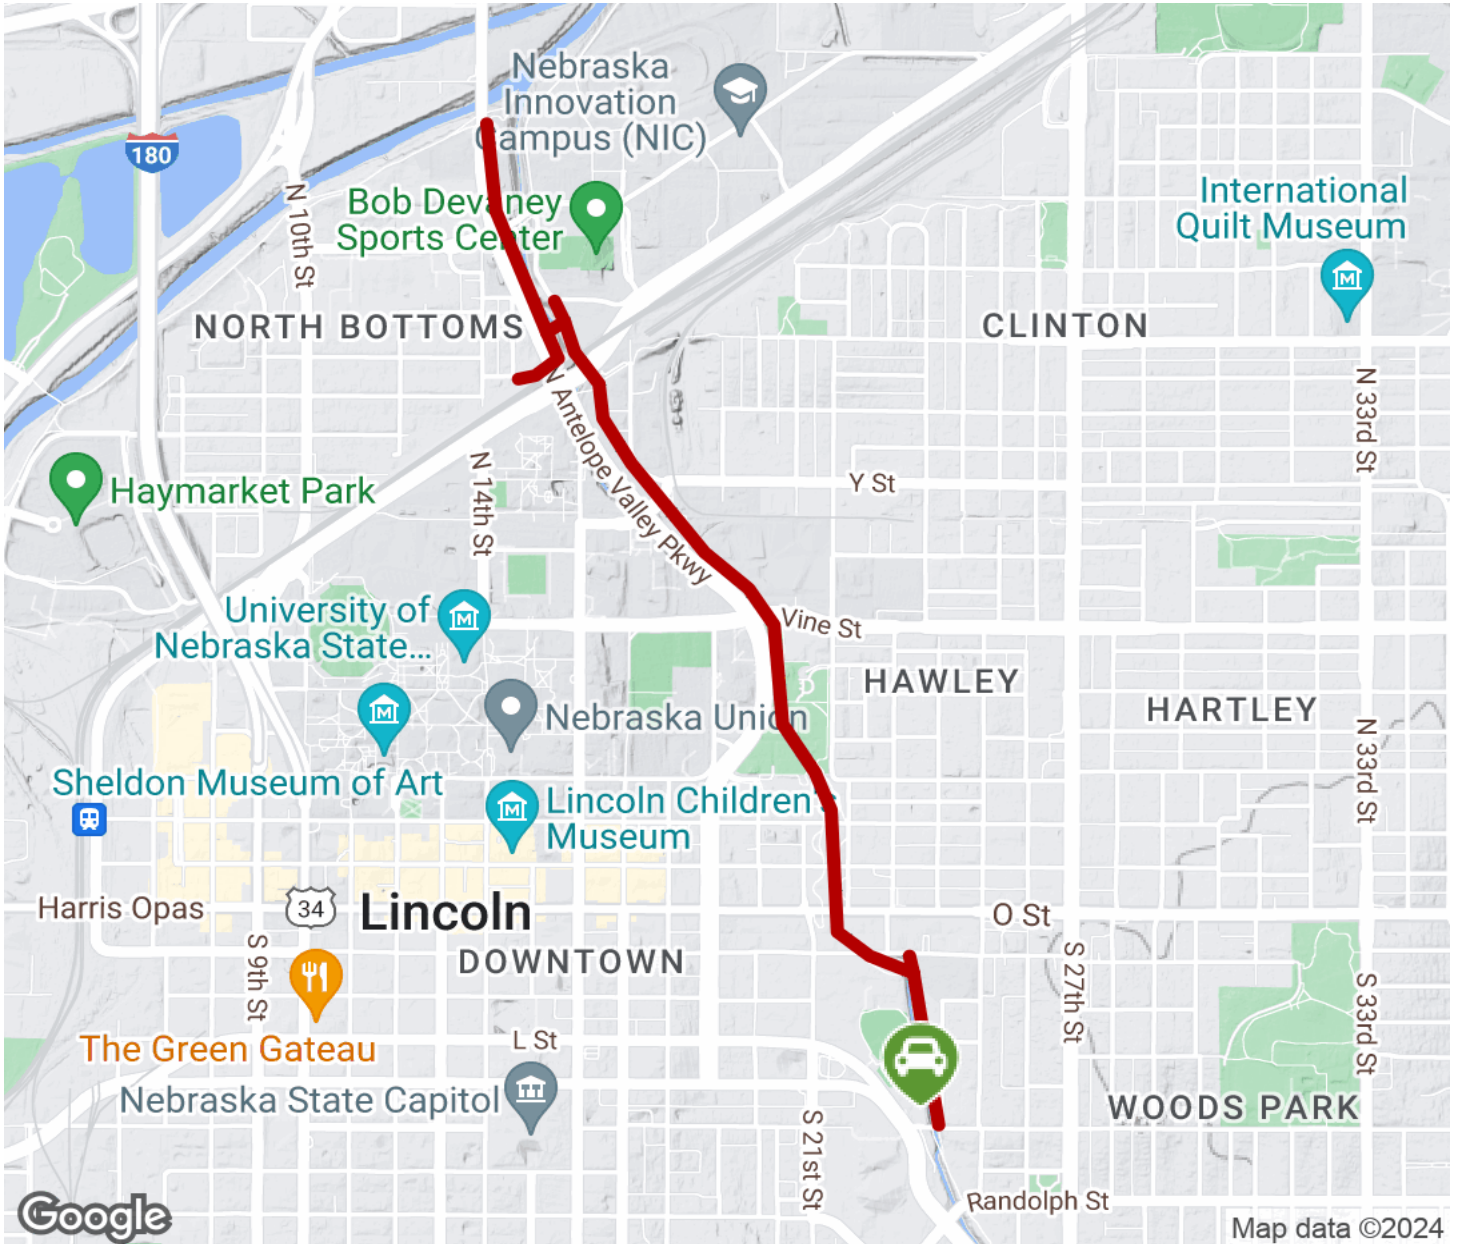 Nebraska
Innovation
Campus (NIC)
180
N 10th St
Bob Devaney
Sports Center
International
Quilt Museum
NORTH BOTTOMS
CLINTON
N 33rd St
N Antelope Valley Pkwy
Haymarket Park
N 14th St
Y St
University of
Nebraska State...
Vine St
HAWLEY
HARTLEY
Nebraska Union
N 33rd St
Sheldon Museum of Art
Lincoln Children's
Museum
Harris Opas
34
Lincoln
O St
DOWNTOWN
S 9th St
S 27th St
S 33rd St
The Green Gateau
L St
Nebraska State Capitol
WOODS PARK
S 21st St
Randolph St
Google
Map data ©2024